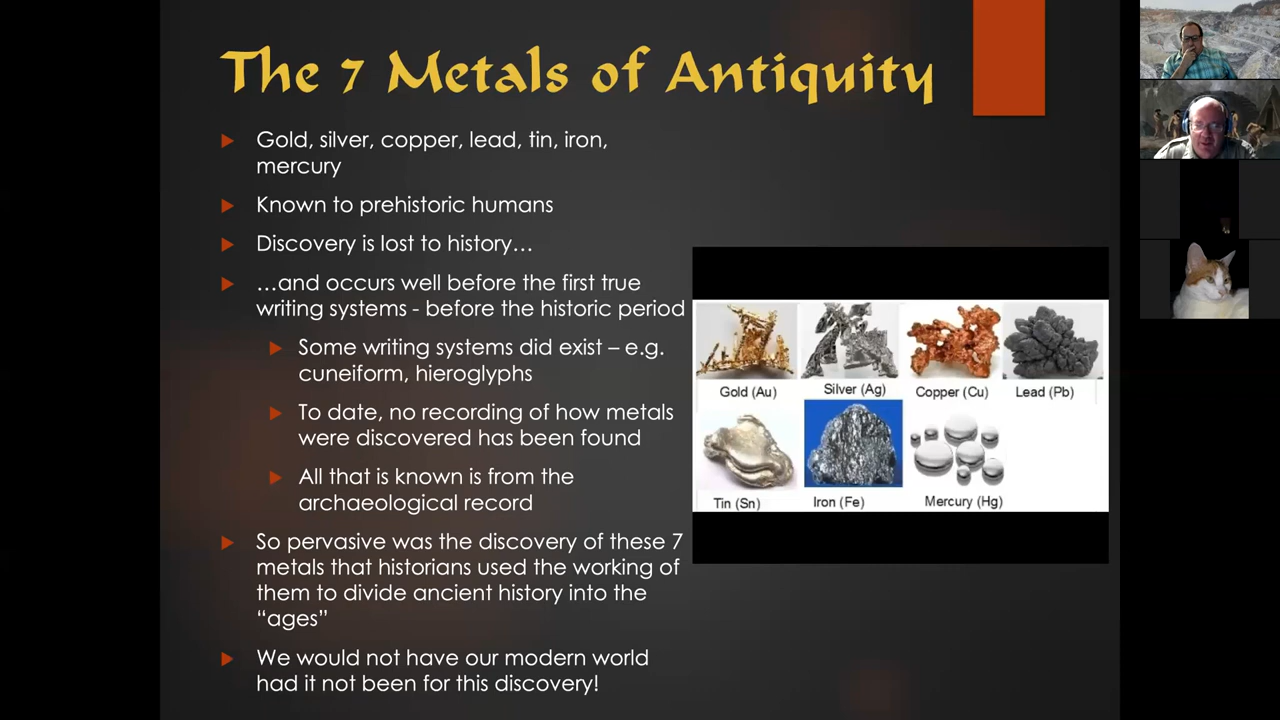 The 7 Metals of Antiquity
Gold, silver, copper, lead, tin, iron,
mercury
Known to prehistoric humans
Discovery is lost to history…
…and occurs well before the first true
writing systems - before the historic period
Some writing systems did exist – e.g.
cuneiform, hieroglyphs
To date, no recording of how metals
were discovered has been found
All that is known is from the
archaeological record
So pervasive was the discovery of these 7
metals that historians used the working of
them to divide ancient history into the
“ages”
We would not have our modern world
had it not been for this discovery!
Gold (Au)
Silver (Ag)
Copper (Cu)
Lead (Pb)
Tin (Sn)
Iron (Fe)
Mercury (Hg)